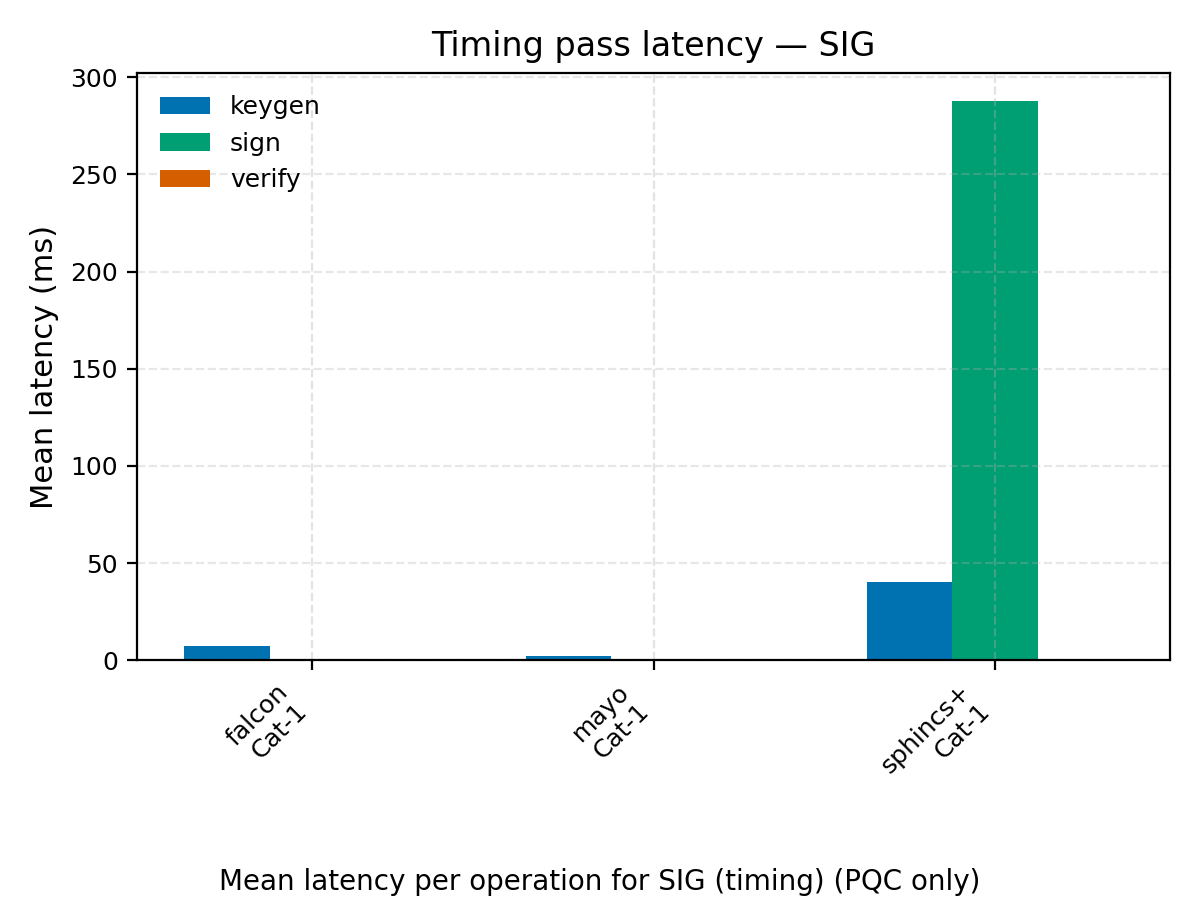 Timing pass latency — SIG
300
250
200
150
100
50
0
Mean latency (ms)
keygen
sign
verify
falcon
Cat-1
mayo
Cat-1
sphincs+
Cat-1
Mean latency per operation for SIG (timing) (PQC only)